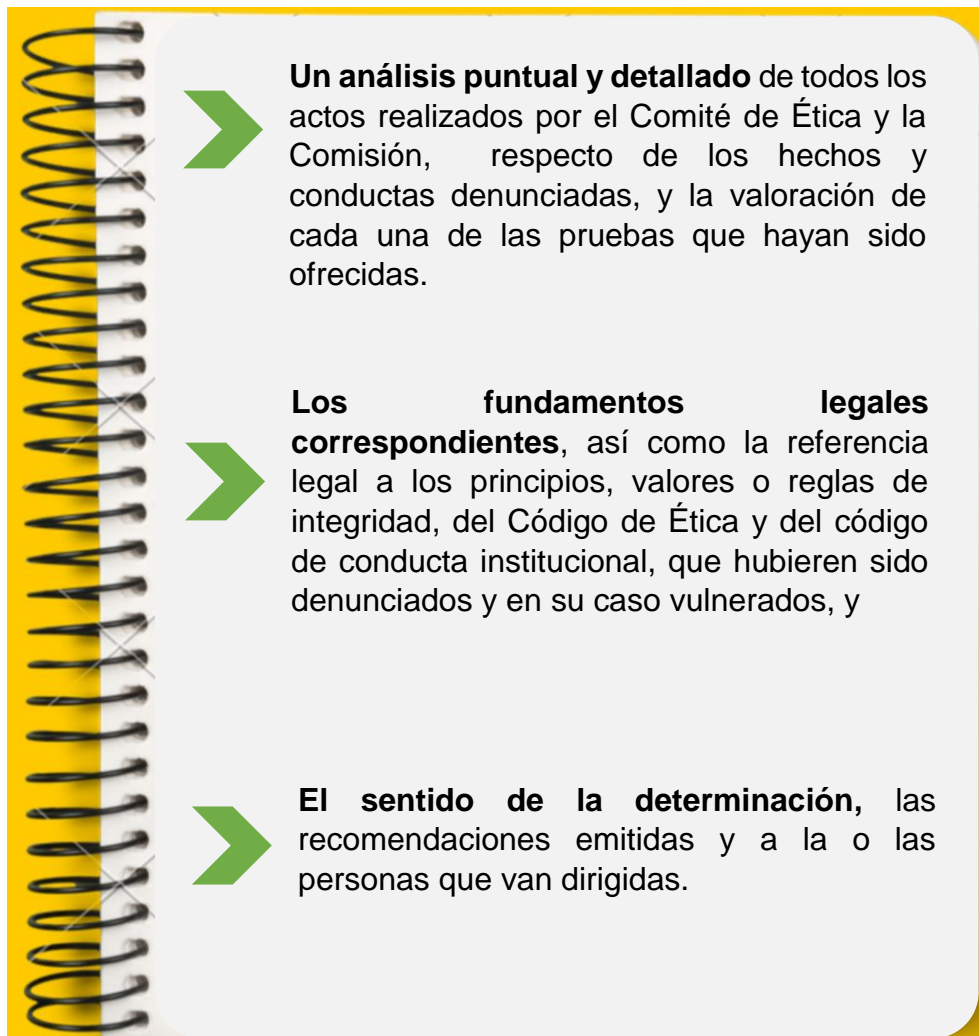 Un análisis puntual y detallado de todos los
actos realizados por el Comité de Ética y la
Comisión, respecto de los hechos y
conductas denunciadas, y la valoración de
cada una de las pruebas que hayan sido
ofrecidas.
Los fundamentos legales
correspondientes, así como la referencia
legal a los principios, valores o reglas de
integridad, del Código de Ética y del código
de conducta institucional, que hubieren sido
denunciados y en su caso vulnerados, y
El sentido de la determinación, las
recomendaciones emitidas y a la o las
personas que van dirigidas.